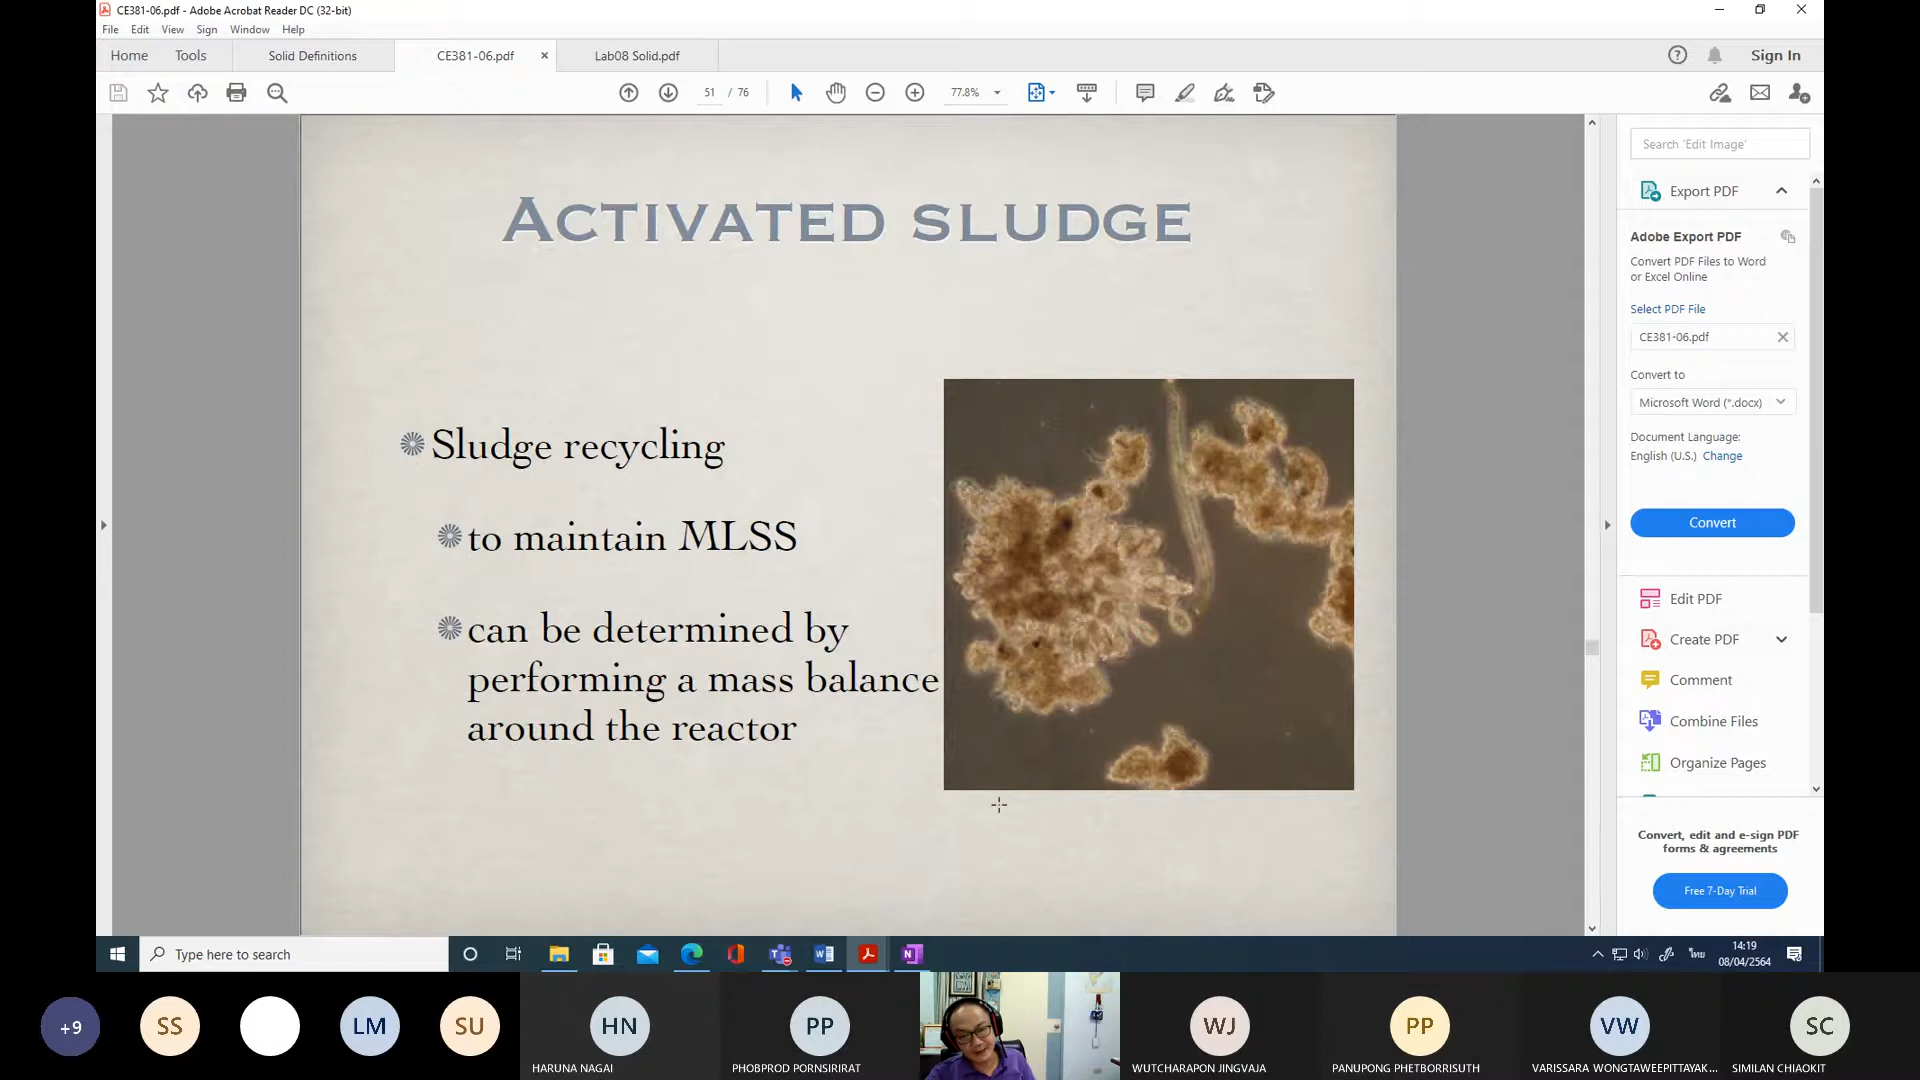 CE381-06.pdf - Adobe Acrobat Reader DC (32-bit)
File Edit View Sign Window Help
Home Tools Solid Definitions CE381-06.pdf × Lab08 Solid.pdf Sign In
51 / 76 77.8%
ACTIVATED SLUDGE
Sludge recycling
to maintain MLSS
can be determined by
performing a mass balance
around the reactor
Search 'Edit Image'
Export PDF
Adobe Export PDF
Convert PDF Files to Word
or Excel Online
Select PDF File
CE381-06.pdf
Convert to
Microsoft Word (*.docx)
Document Language:
English (U.S.) Change
Convert
Edit PDF
Create PDF
Comment
Combine Files
Organize Pages
Convert, edit and e-sign PDF
forms & agreements
Free 7-Day Trial
Type here to search
ไทย
14:19
08/04/2564
+9 SS LM SU HN PP WJ PP VW SC
HARUNA NAGAI PHOBPROD PORNSIRIRAT WUTCHARAPON JINGVAJA PANUPONG PHETBORRISUTH VARISSARA WONGTAWEEPITTAYAK... SIMILAN CHIAOKIT